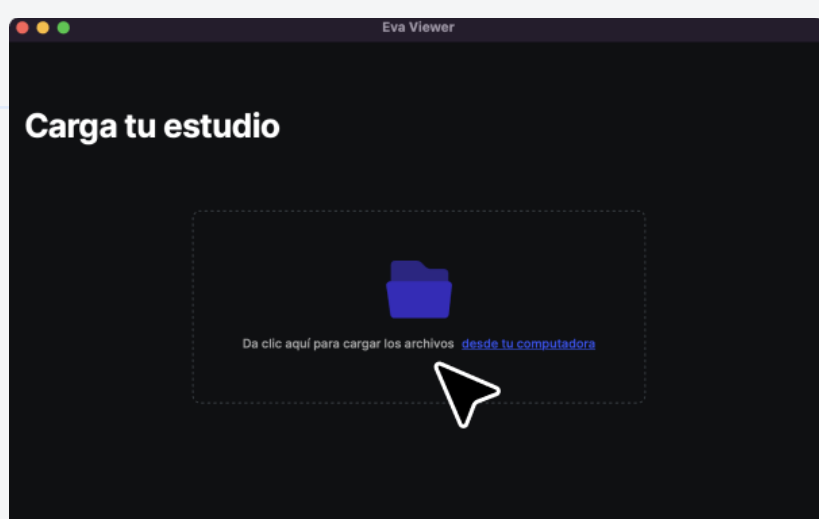 Eva Viewer
Carga tu estudio
Da clic aquí para cargar los archivos desde tu computadora